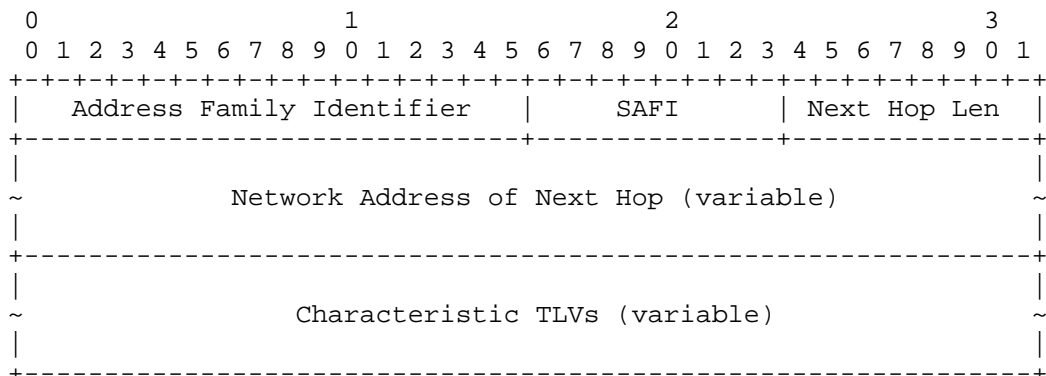 0                   1                   2                   3
 0 1 2 3 4 5 6 7 8 9 0 1 2 3 4 5 6 7 8 9 0 1 2 3 4 5 6 7 8 9 0 1
+-+-+-+-+-+-+-+-+-+-+-+-+-+-+-+-+-+-+-+-+-+-+-+-+-+-+-+-+-+-+-+-+
|   Address Family Identifier   |     SAFI      | Next Hop Len  |
+-------------------------------+---------------+---------------+
|                                                               |
~             Network Address of Next Hop (variable)            ~
|                                                               |
+---------------------------------------------------------------+
|                                                               |
~                 Characteristic TLVs (variable)                ~
|                                                               |
+---------------------------------------------------------------+